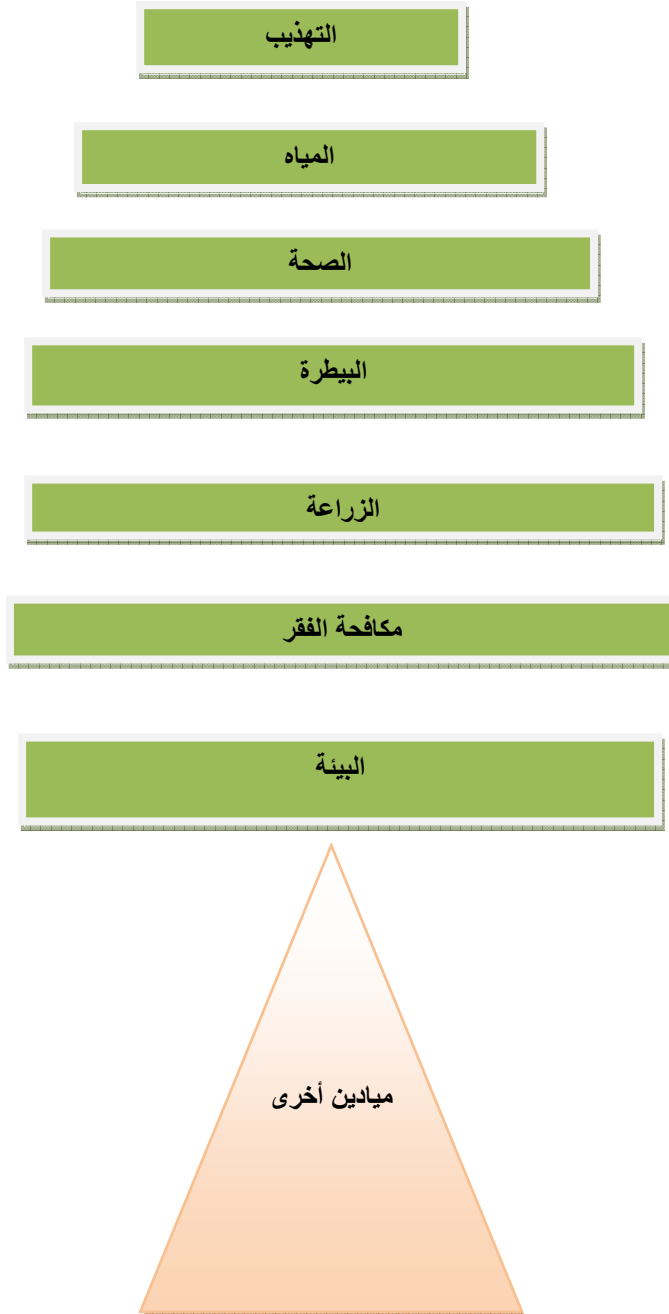 التهذيب
المياه
الصحة
البيطرة
الزراعة
مكافحة الفقر
البيئة
ميادين أخرى